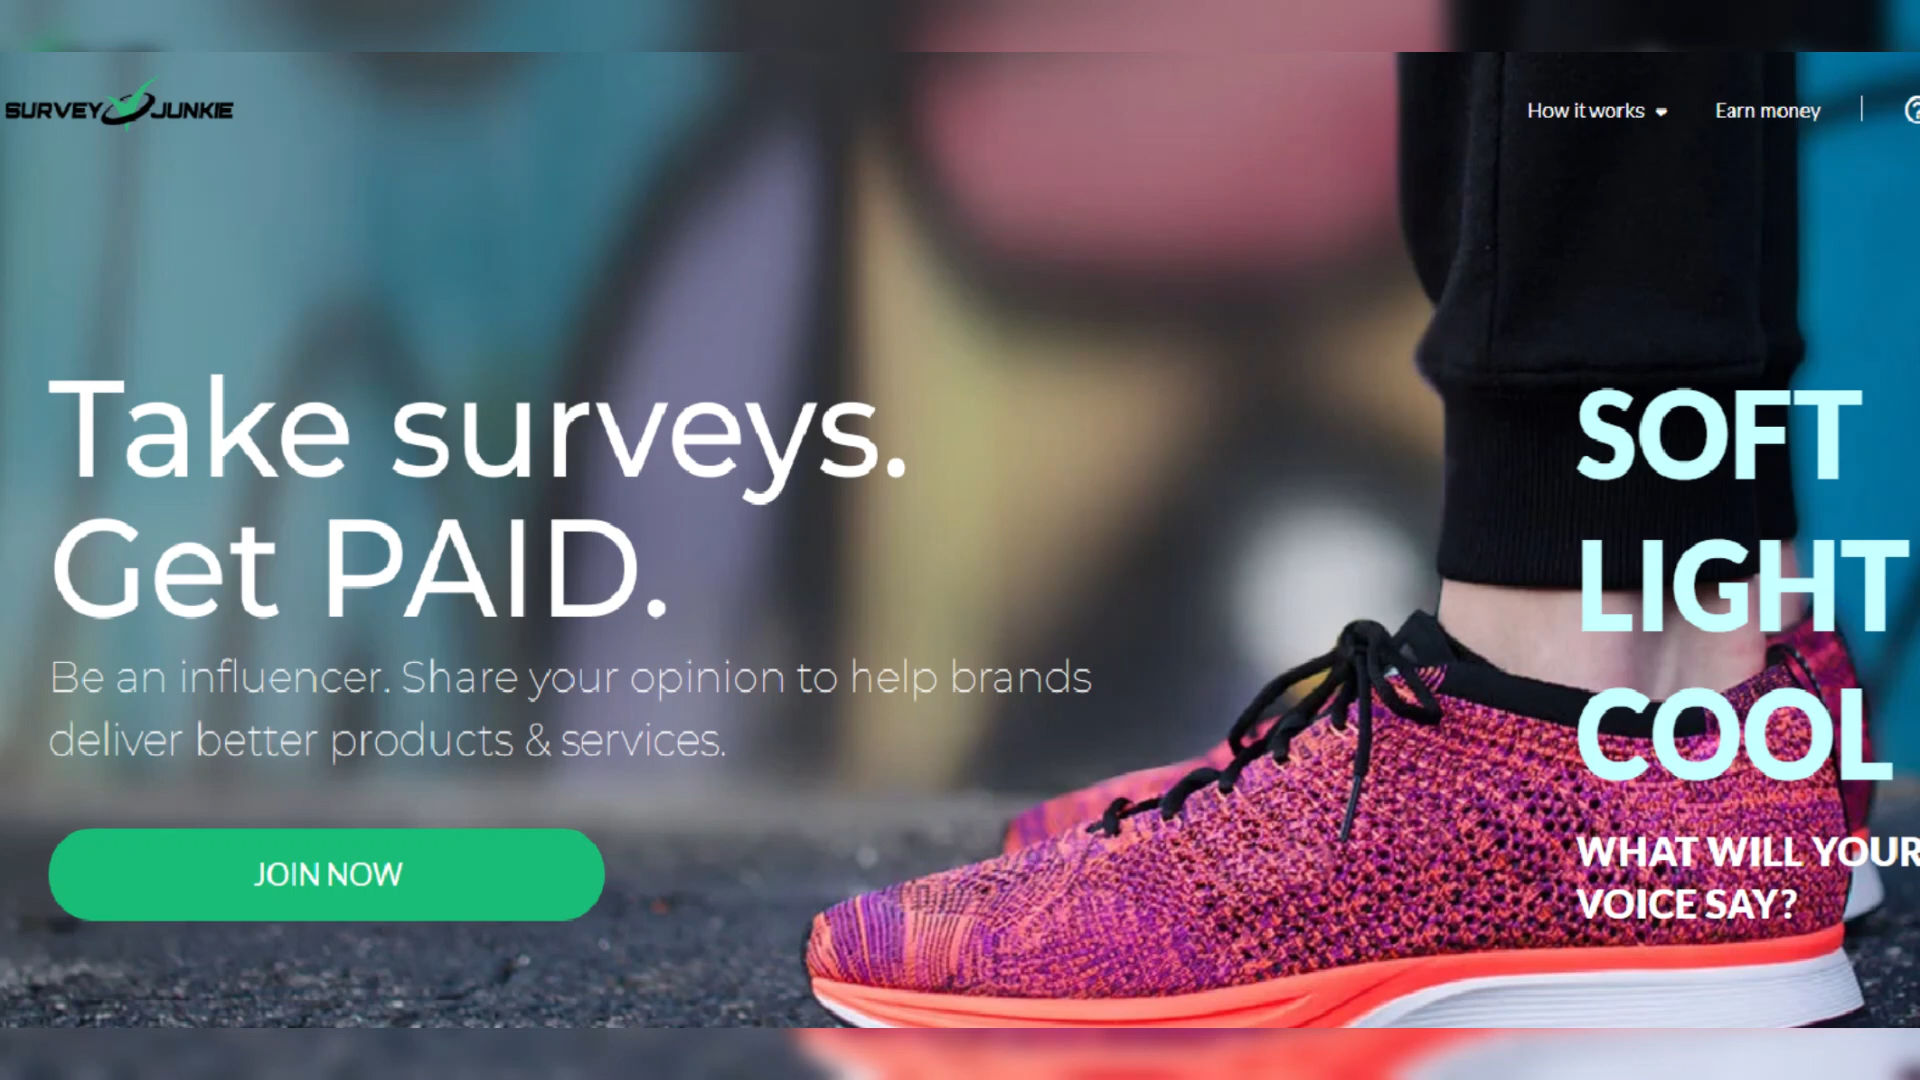 SURVEY JUNKIE
How it works
Earn money
Take surveys.
Get PAID.
Be an influencer. Share your opinion to help brands
deliver better products & services.
JOIN NOW
SOFT
LIGHT
COOL
WHAT WILL YOUR
VOICE SAY?